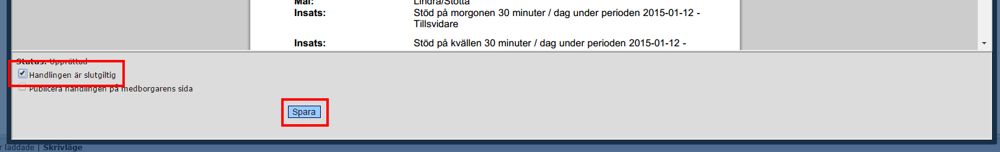 Mål: Lindra/Stötta
Insats: Stöd på morgonen 30 minuter / dag under perioden 2015-01-12 -
Tillsvidare
Insats: Stöd på kvällen 30 minuter / dag under perioden 2015-01-12 -
Status: Upprättad
Handlingen är slutgiltig
Publicera handlingen på medborgarens sida
Spara
r laddade | Skrivläge